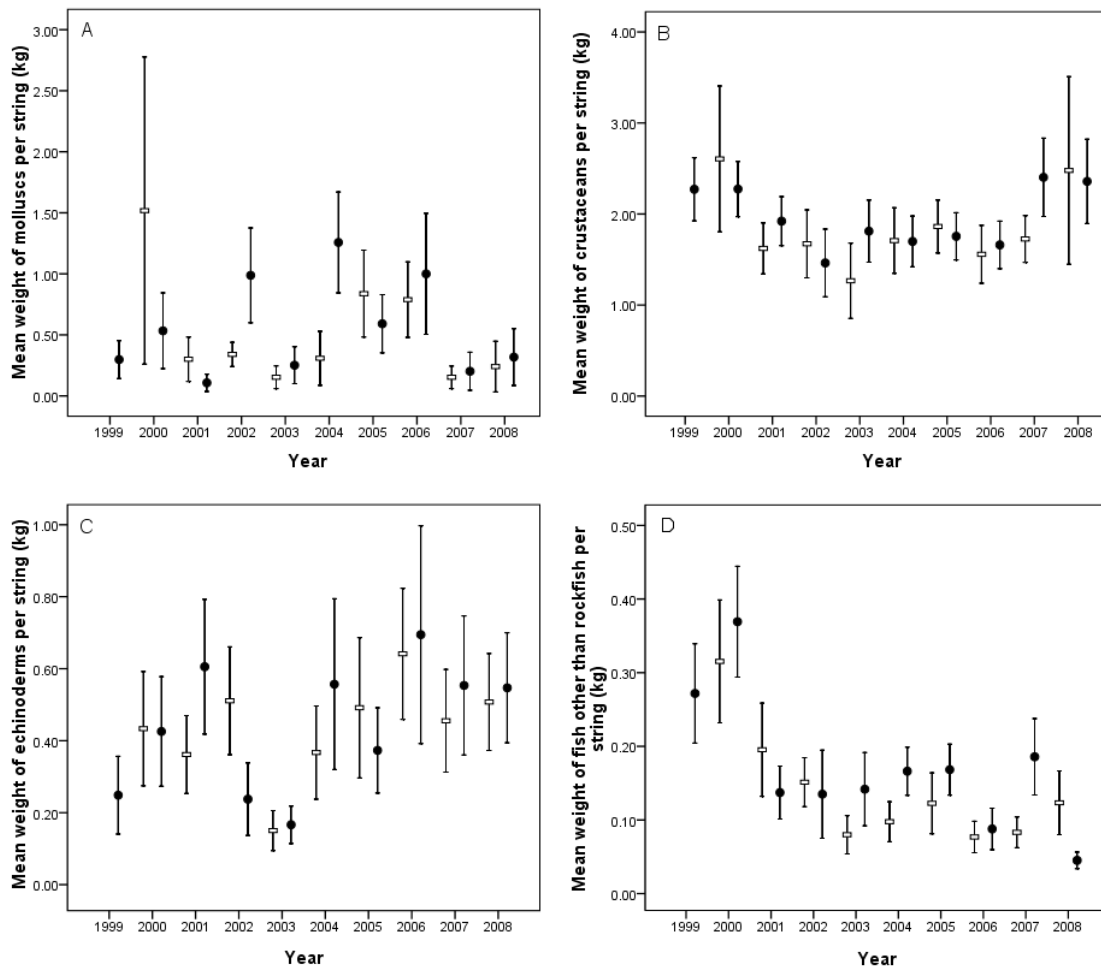 A
Mean weight of molluscs per string (kg)
3.00
2.50
2.00
1.50
1.00
0.50
0.00
1999 2000 2001 2002 2003 2004 2005 2006 2007 2008
Year
B
Mean weight of crustaceans per string (kg)
4.00
3.00
2.00
1.00
0.00
1999 2000 2001 2002 2003 2004 2005 2006 2007 2008
Year
C
Mean weight of echinoderms per string (kg)
1.00
0.80
0.60
0.40
0.20
0.00
1999 2000 2001 2002 2003 2004 2005 2006 2007 2008
Year
D
Mean weight of fish other than rockfish per
string (kg)
0.50
0.40
0.30
0.20
0.10
0.00
1999 2000 2001 2002 2003 2004 2005 2006 2007 2008
Year